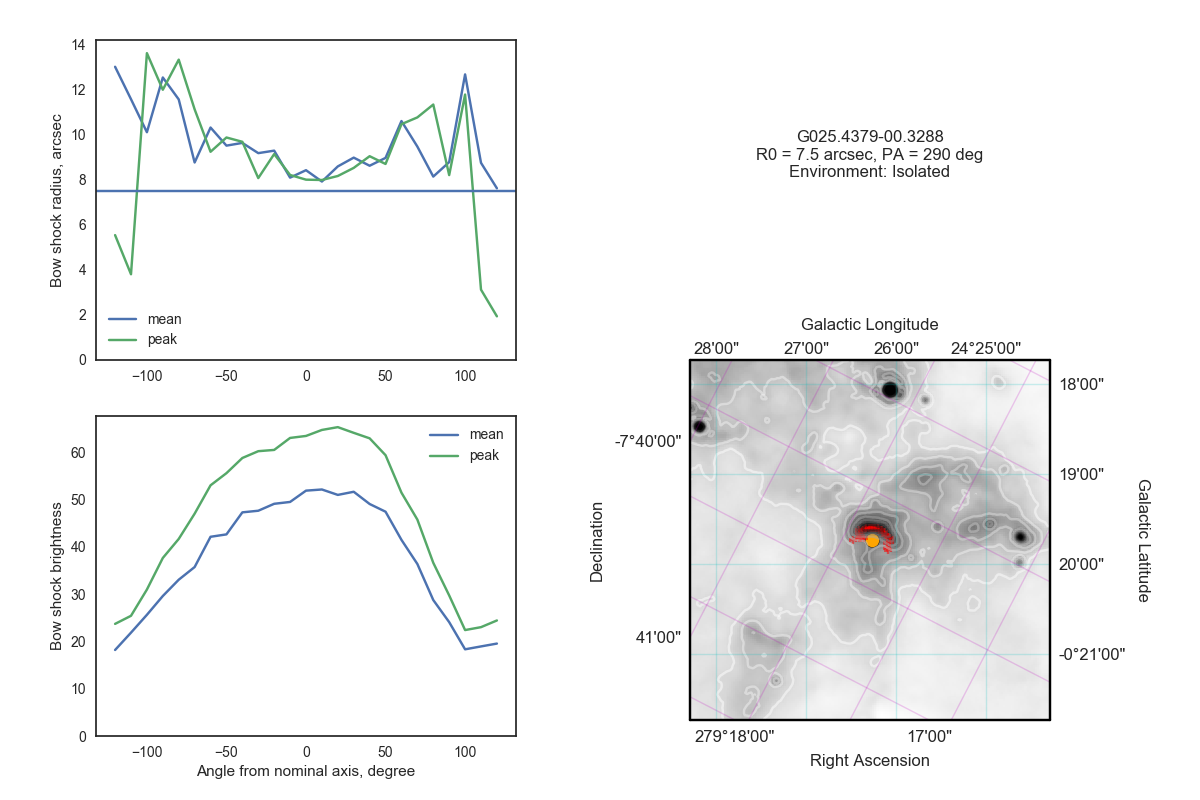 14
12
10
8
6
4
2
0
Bow shock radius, arcsec
mean
peak
−100 −50 0 50 100
G025.4379-00.3288
R0 = 7.5 arcsec, PA = 290 deg
Environment: Isolated
60
50
40
30
20
10
0
Bow shock brightness
mean
peak
−100 −50 0 50 100
Angle from nominal axis, degree
Galactic Longitude
28'00" 27'00" 26'00" 24°25'00"
18'00"
19'00"
20'00"
-0°21'00"
Galactic Latitude
-7°40'00"
41'00"
Declination
279°18'00" 17'00"
Right Ascension